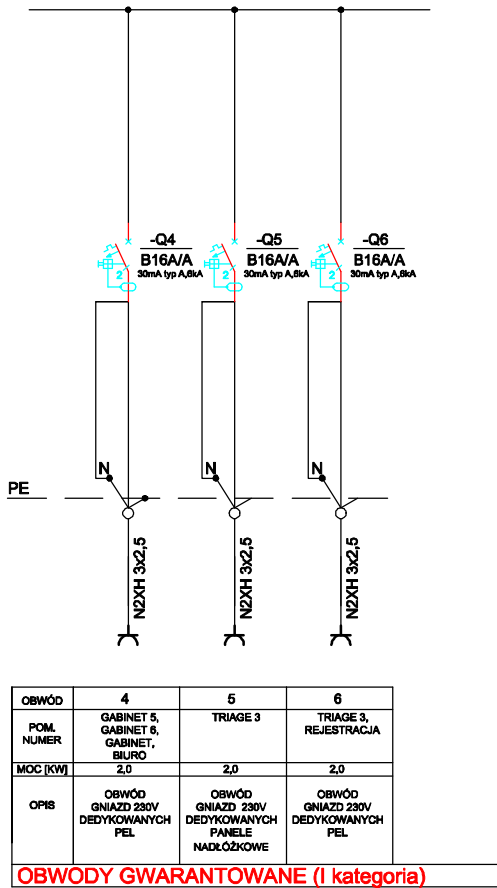 -Q4 -Q5 -Q6
B16A/A B16A/A B16A/A
30mA typ A,6kA 30mA typ A,6kA 30mA typ A,6kA
2 2 2
N N N
PE
N2XH 3x2,5 N2XH 3x2,5 N2XH 3x2,5
OBWÓD 4 5 6
POM. NUMER
GABINET 5,
GABINET 6,
GABINET,
BIURO
TRIAGE 3
TRIAGE 3,
REJESTRACJA
MOC [KW] 2,0 2,0 2,0
OPIS
OBWÓD
GNIAZD 230V
DEDYKOWANYCH
PEL
OBWÓD
GNIAZD 230V
DEDYKOWANYCH
PANELE
NADŁÓŻKOWE
OBWÓD
GNIAZD 230V
DEDYKOWANYCH
PEL
OBWODY GWARANTOWANE (I kategoria)